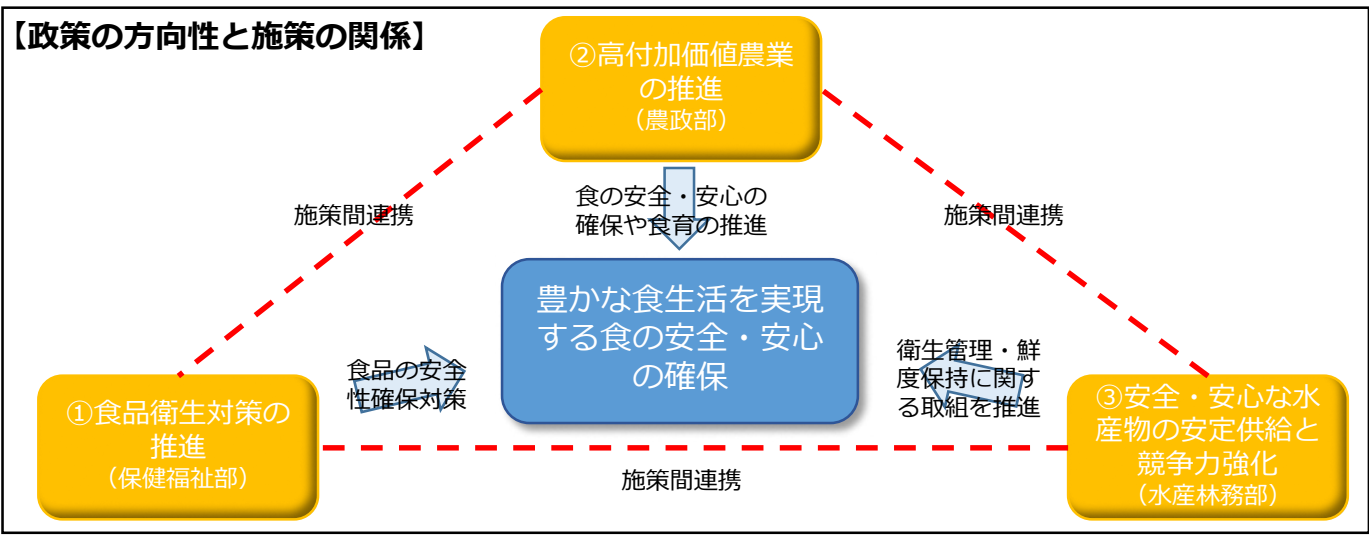 【政策の方向性と施策の関係】
②高付加価値農業
の推進
（農政部）
施策間連携
食の安全・安心の
確保や食育の推進
施策間連携
豊かな食生活を実現
する食の安全・安心
の確保
食品の安全
性確保対策
衛生管理・鮮
度保持に関す
る取組を推進
①食品衛生対策の
推進
（保健福祉部）
③安全・安心な水
産物の安定供給と
競争力強化
（水産林務部）
施策間連携